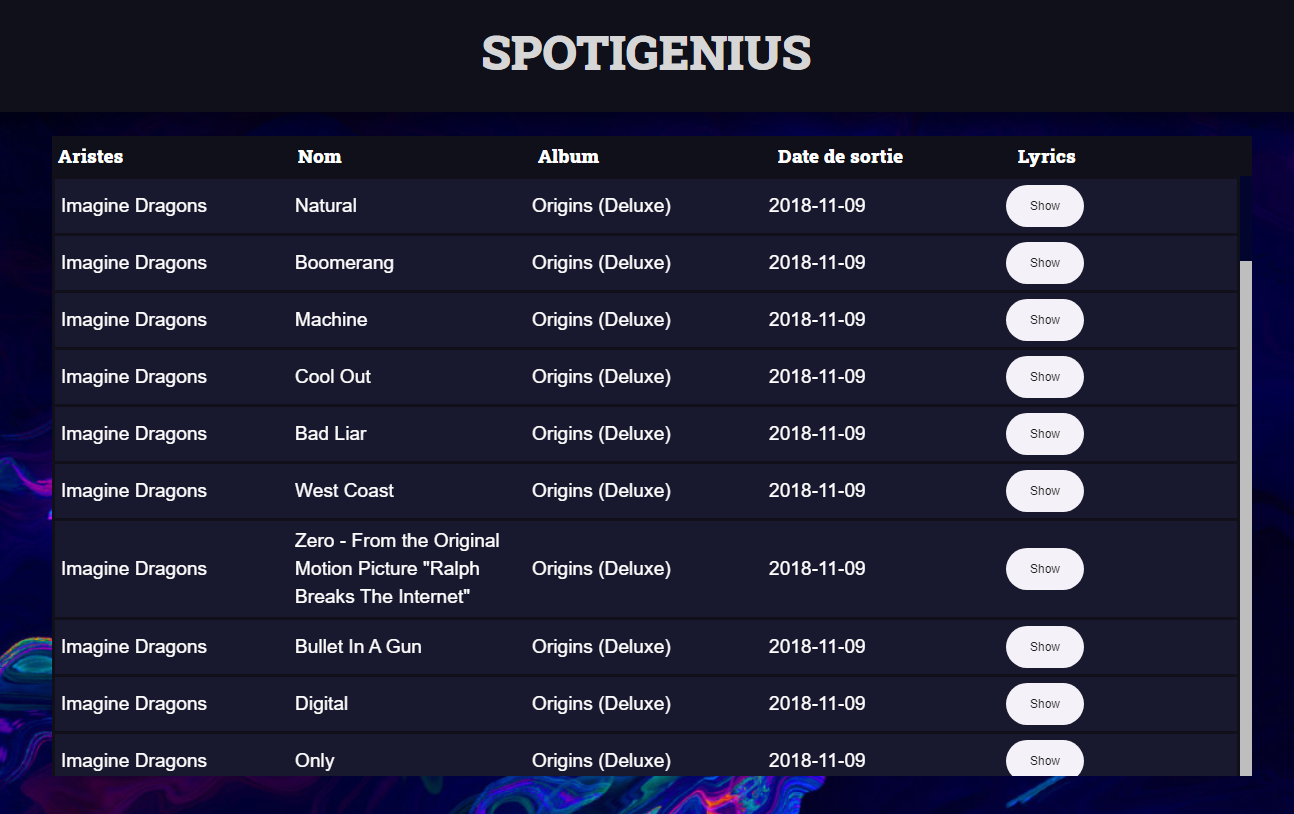 SPOTIGENIUS
Aristes Nom Album Date de sortie Lyrics
Imagine Dragons Natural Origins (Deluxe) 2018-11-09 Show
Imagine Dragons Boomerang Origins (Deluxe) 2018-11-09 Show
Imagine Dragons Machine Origins (Deluxe) 2018-11-09 Show
Imagine Dragons Cool Out Origins (Deluxe) 2018-11-09 Show
Imagine Dragons Bad Liar Origins (Deluxe) 2018-11-09 Show
Imagine Dragons West Coast Origins (Deluxe) 2018-11-09 Show
Zero - From the Original
Imagine Dragons Motion Picture "Ralph Origins (Deluxe) 2018-11-09 Show
Breaks The Internet"
Imagine Dragons Bullet In A Gun Origins (Deluxe) 2018-11-09 Show
Imagine Dragons Digital Origins (Deluxe) 2018-11-09 Show
Imagine Dragons Only Origins (Deluxe) 2018-11-09 Show